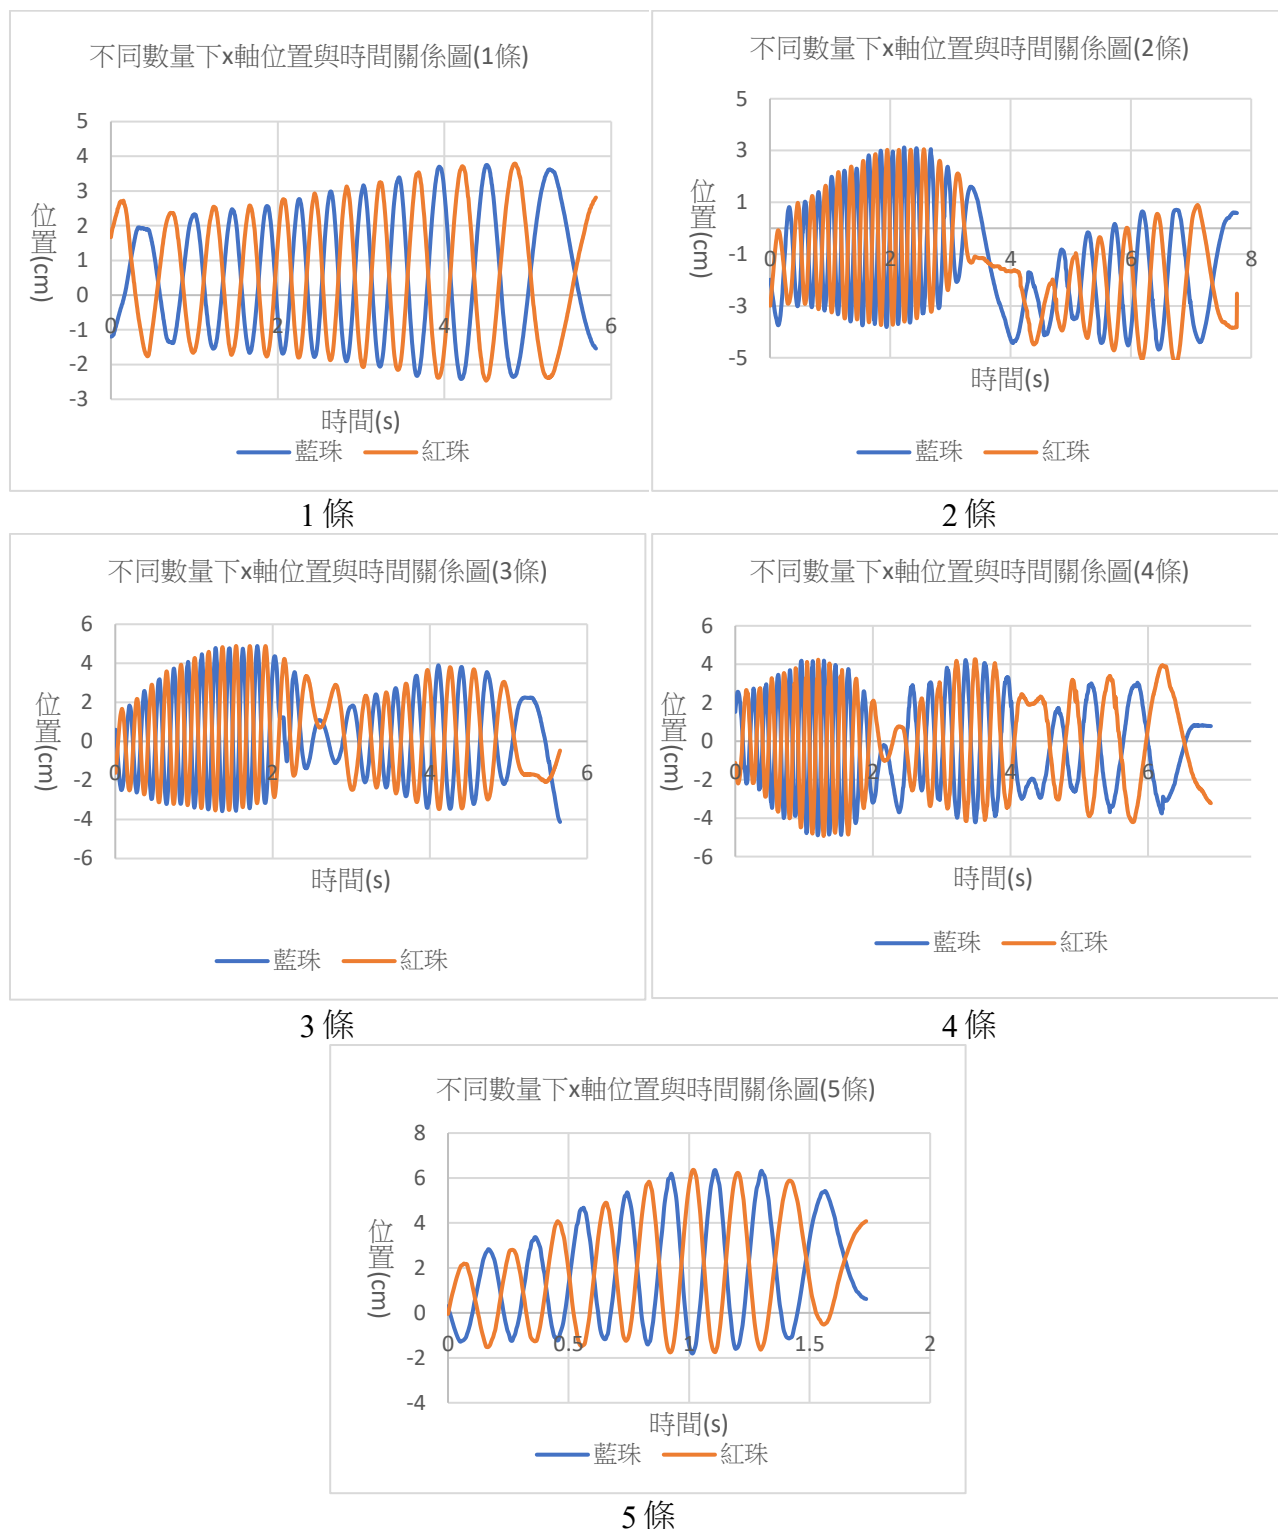 不同數量下x軸位置與時間關係圖(1條)
5
4
3
2
1
0
-1
-2
-3
0
2
4
6
位置(cm)
時間(s)
藍珠
紅珠
1 條
不同數量下x軸位置與時間關係圖(2條)
5
3
1
-1
-3
-5
0
2
4
6
8
位置(cm)
時間(s)
藍珠
紅珠
2 條
不同數量下x軸位置與時間關係圖(3條)
6
4
2
0
-2
-4
-6
0
2
4
6
位置(cm)
時間(s)
藍珠
紅珠
3 條
不同數量下x軸位置與時間關係圖(4條)
6
4
2
0
-2
-4
-6
0
2
4
6
位置(cm)
時間(s)
藍珠
紅珠
4 條
不同數量下x軸位置與時間關係圖(5條)
8
6
4
2
0
-2
-4
0
0.5
1
1.5
2
位置(cm)
時間(s)
藍珠
紅珠
5 條